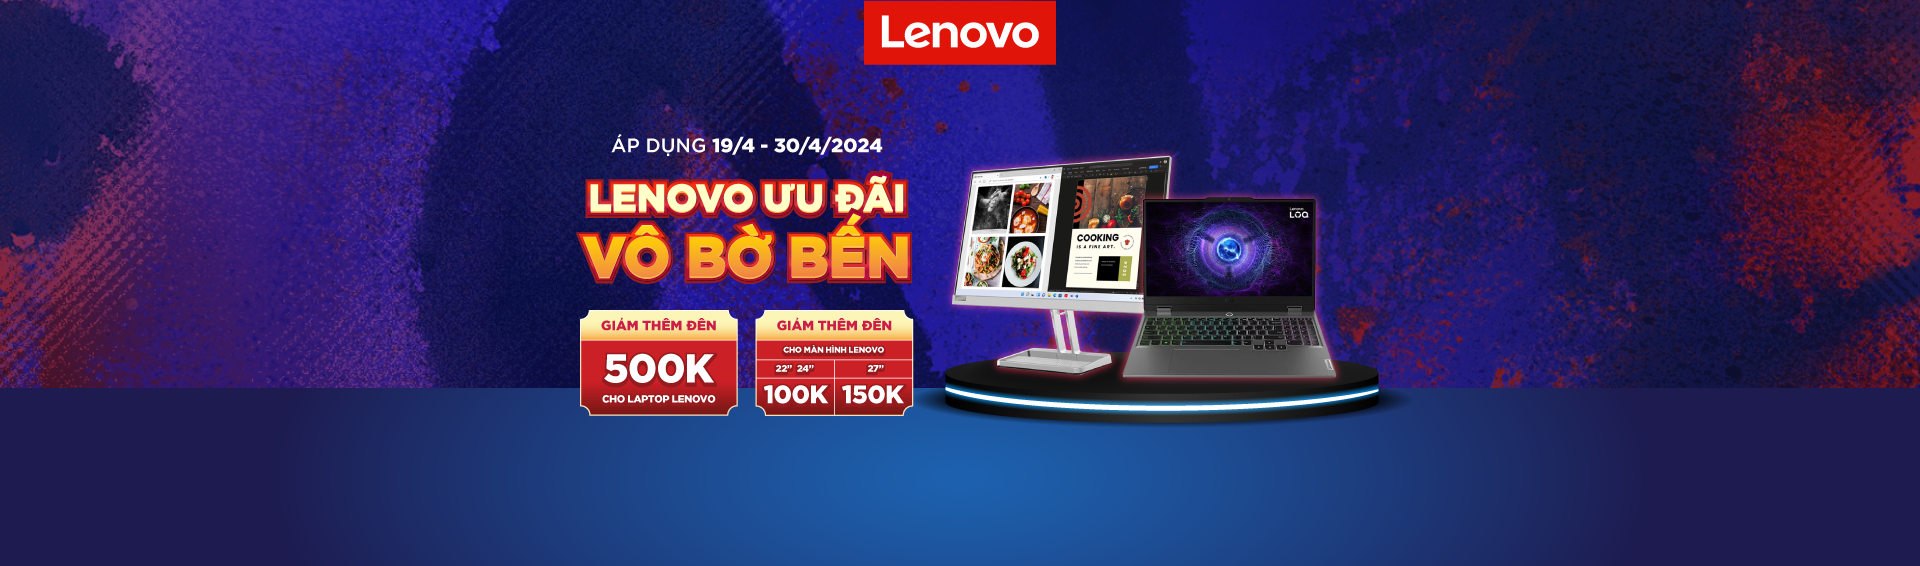 Lenovo
ÁP DỤNG 19/4 - 30/4/2024
LENOVO ƯU ĐÃI
VÔ BỜ BẾN
GIẢM THÊM ĐẾN
500K
CHO LAPTOP LENOVO
GIẢM THÊM ĐẾN
CHO MÀN HÌNH LENOVO
22” 24” 27”
100K 150K
COOKING
IS A FINE ART.
Lenovo
LOQ